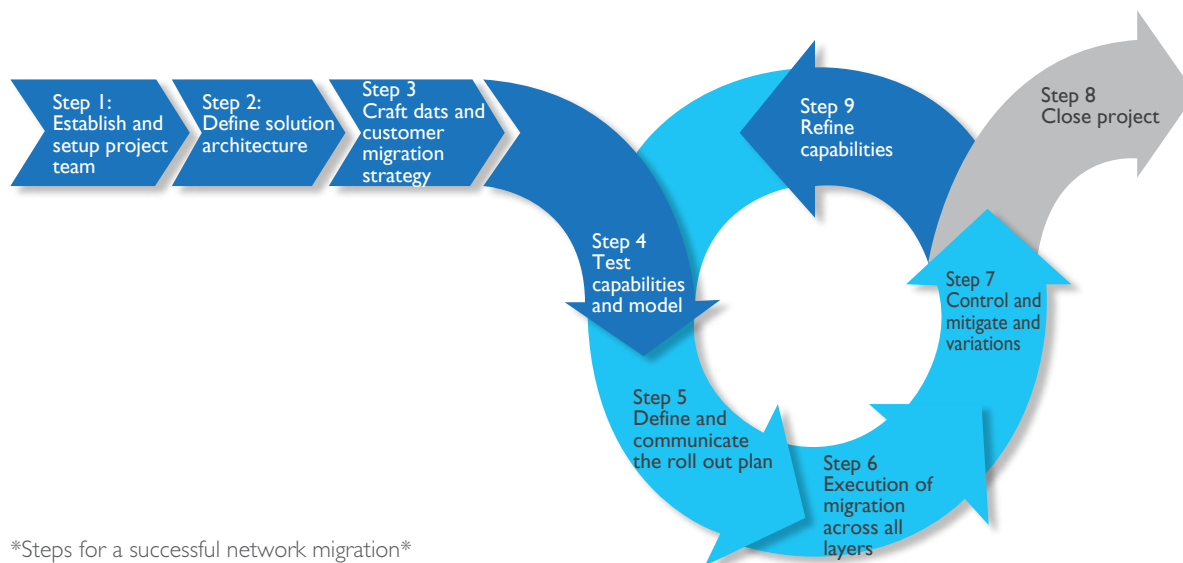 Step 1:
Establish and
setup project
team
Step 2:
Define solution
architecture
Step 3
Craft dats and
customer
migration
strategy
Step 4
Test
capabilities
and model
Step 5
Define and
communicate
the roll out plan
Step 6
Execution of
migration
across all
layers
Step 7
Control and
mitigate and
variations
Step 8
Close project
Step 9
Refine
capabilities
*Steps for a successful network migration*